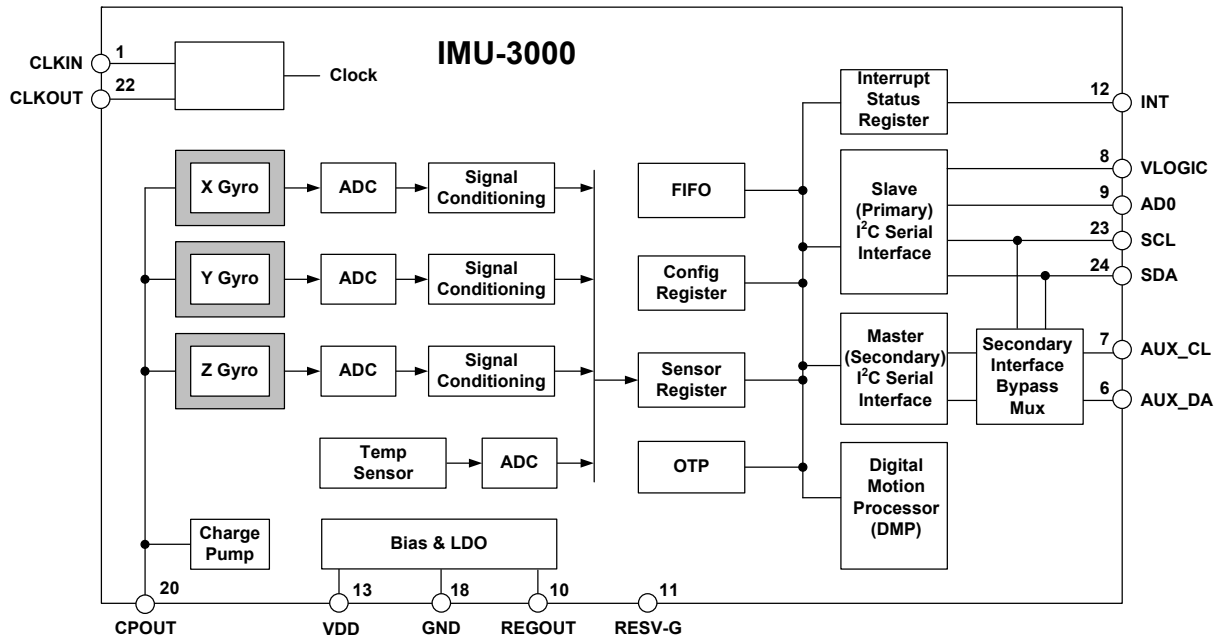 IMU-3000
CLKIN
1
CLKOUT
22
Clock
X Gyro
ADC
Signal
Conditioning
Y Gyro
ADC
Signal
Conditioning
Z Gyro
ADC
Signal
Conditioning
Temp
Sensor
ADC
Charge
Pump
Bias & LDO
FIFO
Config
Register
Sensor
Register
OTP
Interrupt
Status
Register
Slave
(Primary)
I²C Serial
Interface
Master
(Secondary)
I²C Serial
Interface
Secondary
Interface
Bypass
Mux
Digital
Motion
Processor
(DMP)
12
INT
8
VLOGIC
9
AD0
23
SCL
24
SDA
7
AUX_CL
6
AUX_DA
20
CPOUT
13
VDD
18
GND
10
REGOUT
11
RESV-G